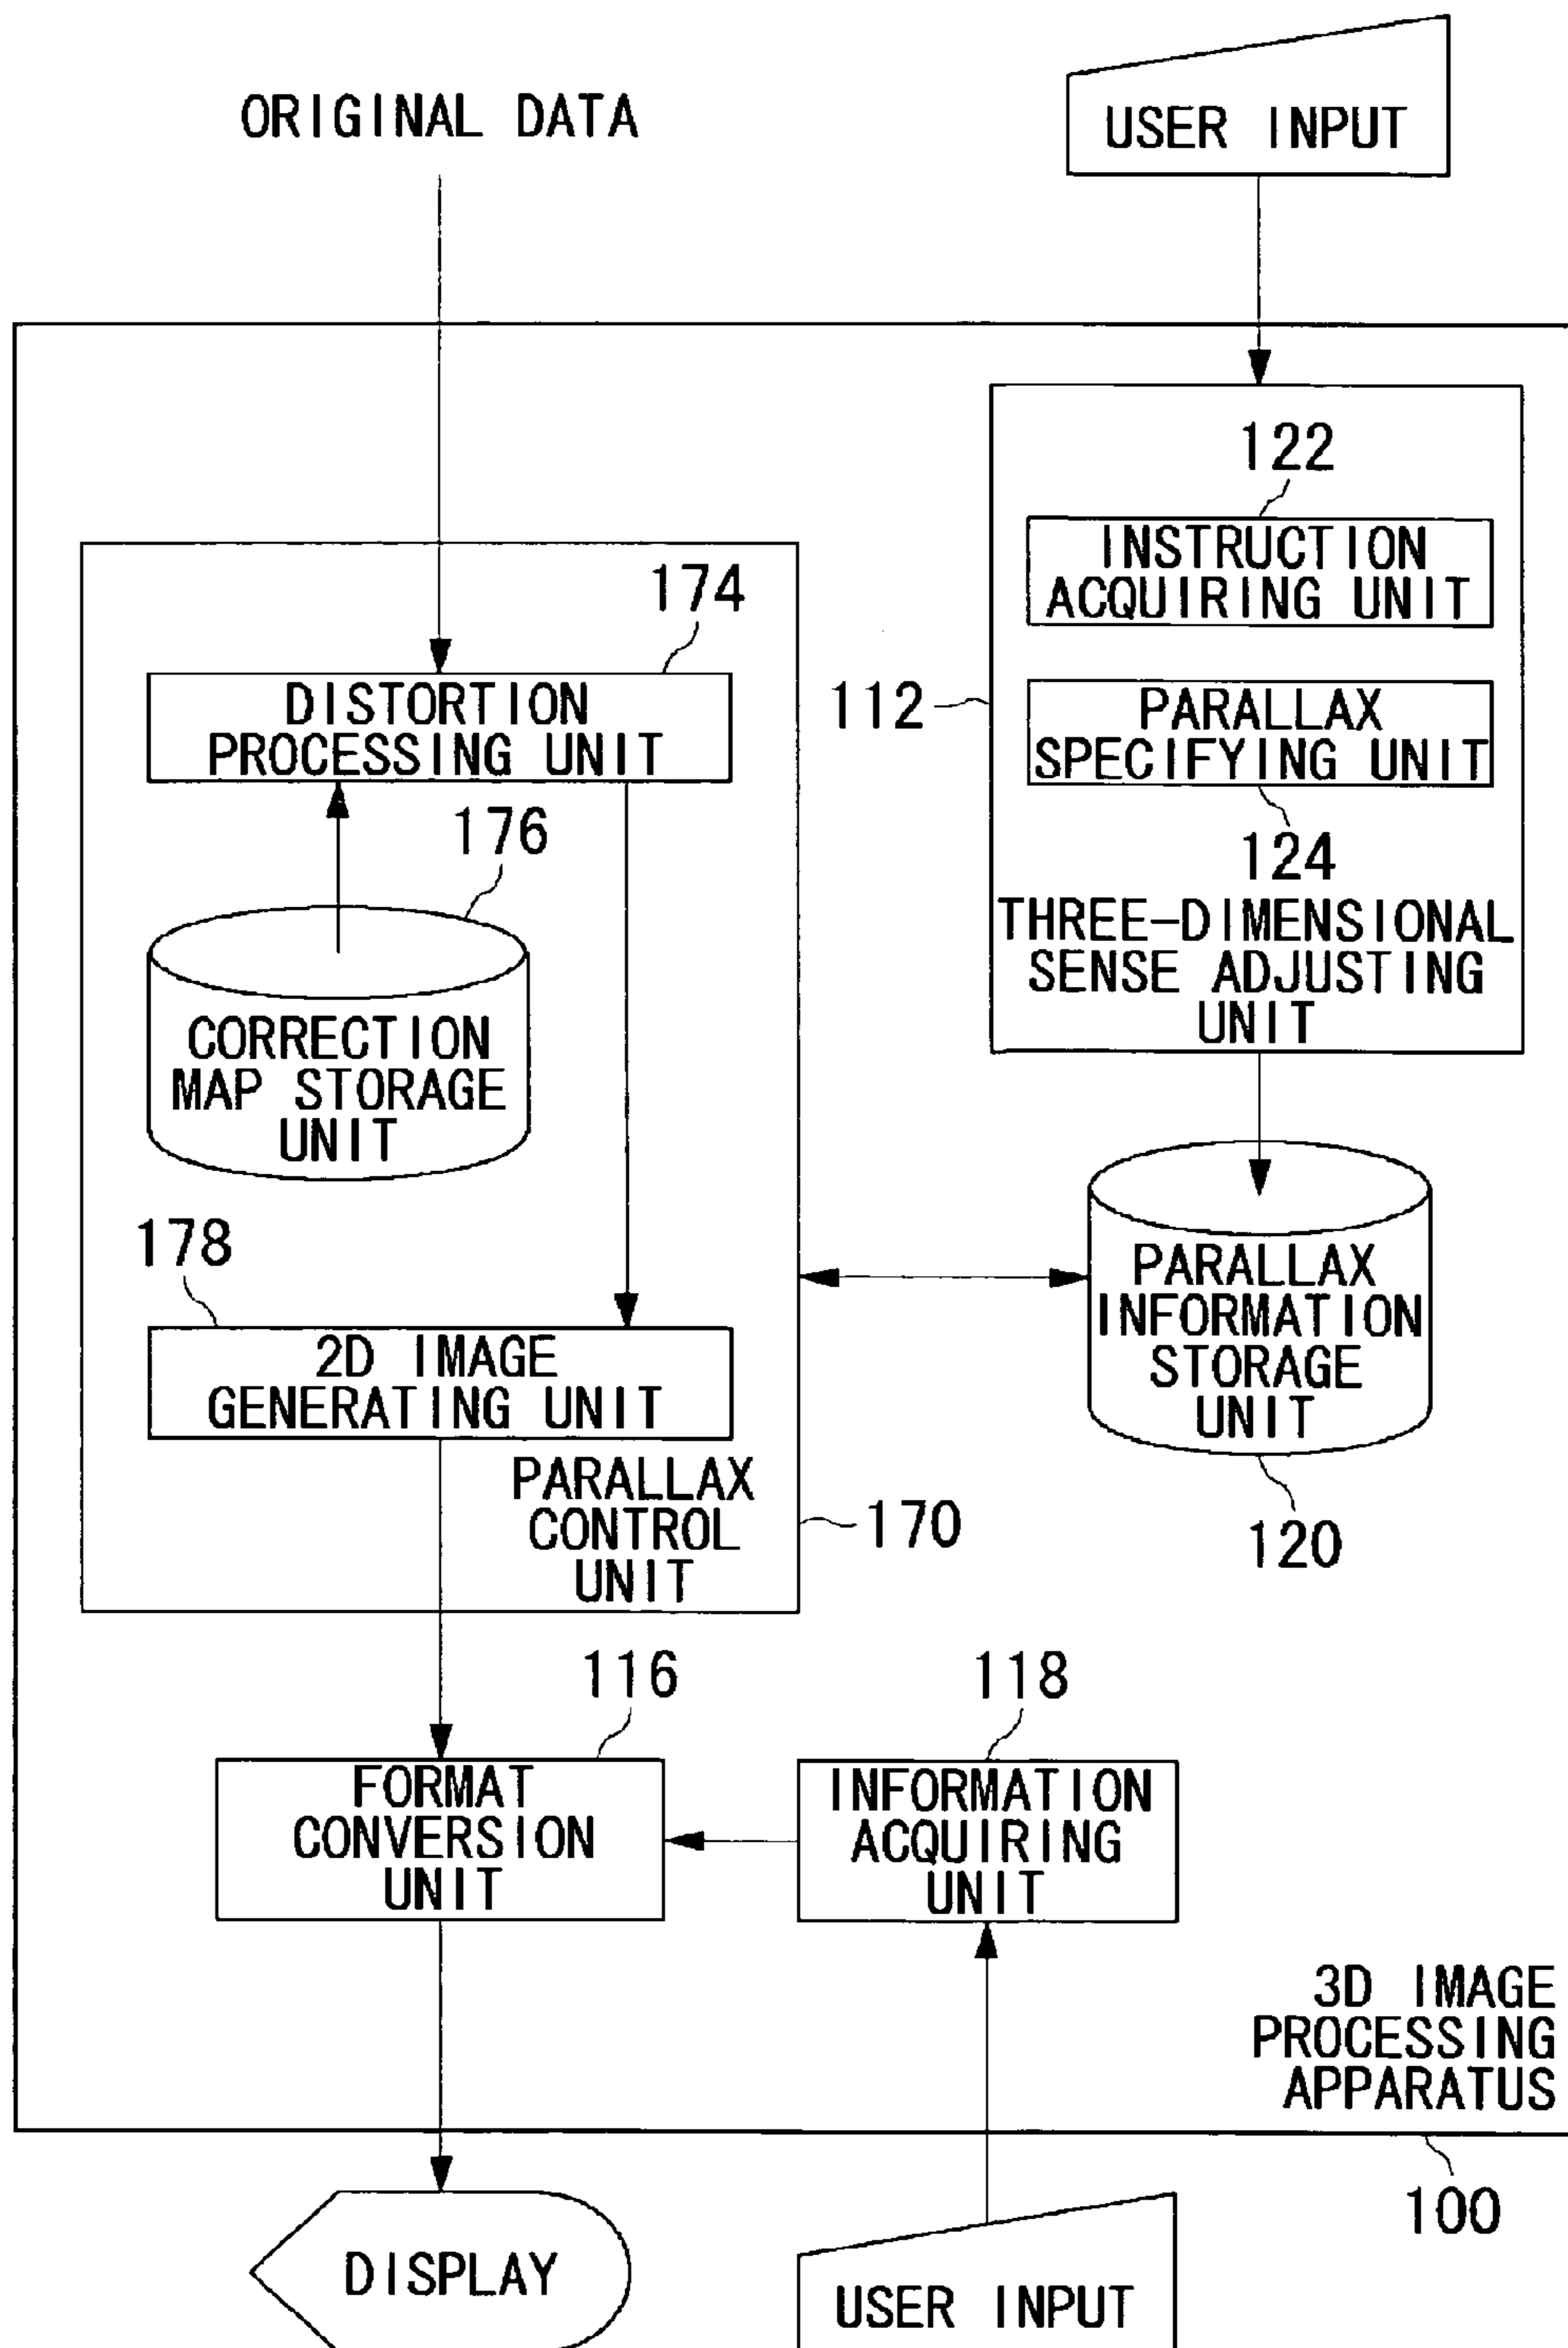 ORIGINAL DATA
USER INPUT
122
INSTRUCTION
ACQUIRING UNIT
174
DISTORTION
PROCESSING UNIT
112
PARALLAX
SPECIFYING UNIT
176
124
THREE-DIMENSIONAL
SENSE ADJUSTING
UNIT
CORRECTION
MAP STORAGE
UNIT
178
2D IMAGE
GENERATING UNIT
PARALLAX
INFORMATION
STORAGE
UNIT
PARALLAX
CONTROL
UNIT
170
120
116
118
FORMAT
CONVERSION
UNIT
INFORMATION
ACQUIRING
UNIT
3D IMAGE
PROCESSING
APPARATUS
100
DISPLAY
USER INPUT